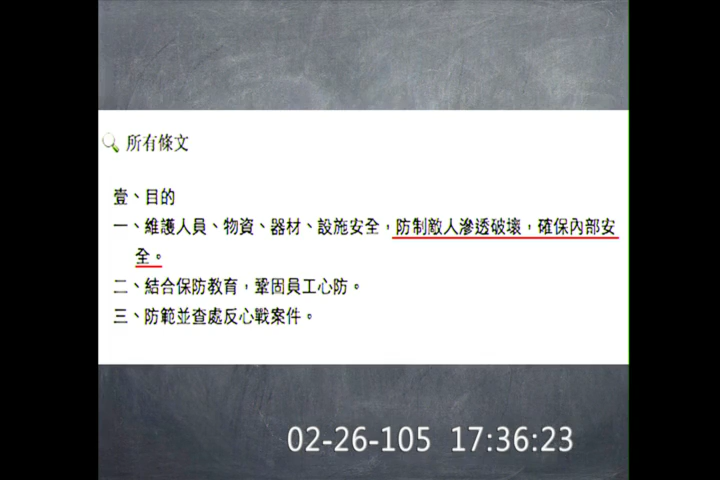 所有條文
壹、目的
一、維護人員、物資、器材、設施安全，防制敵人滲透破壞，確保內部安
全。
二、結合保防教育，鞏固員工心防。
三、防範並查處反心戰案件。
02-26-105 17:36:23